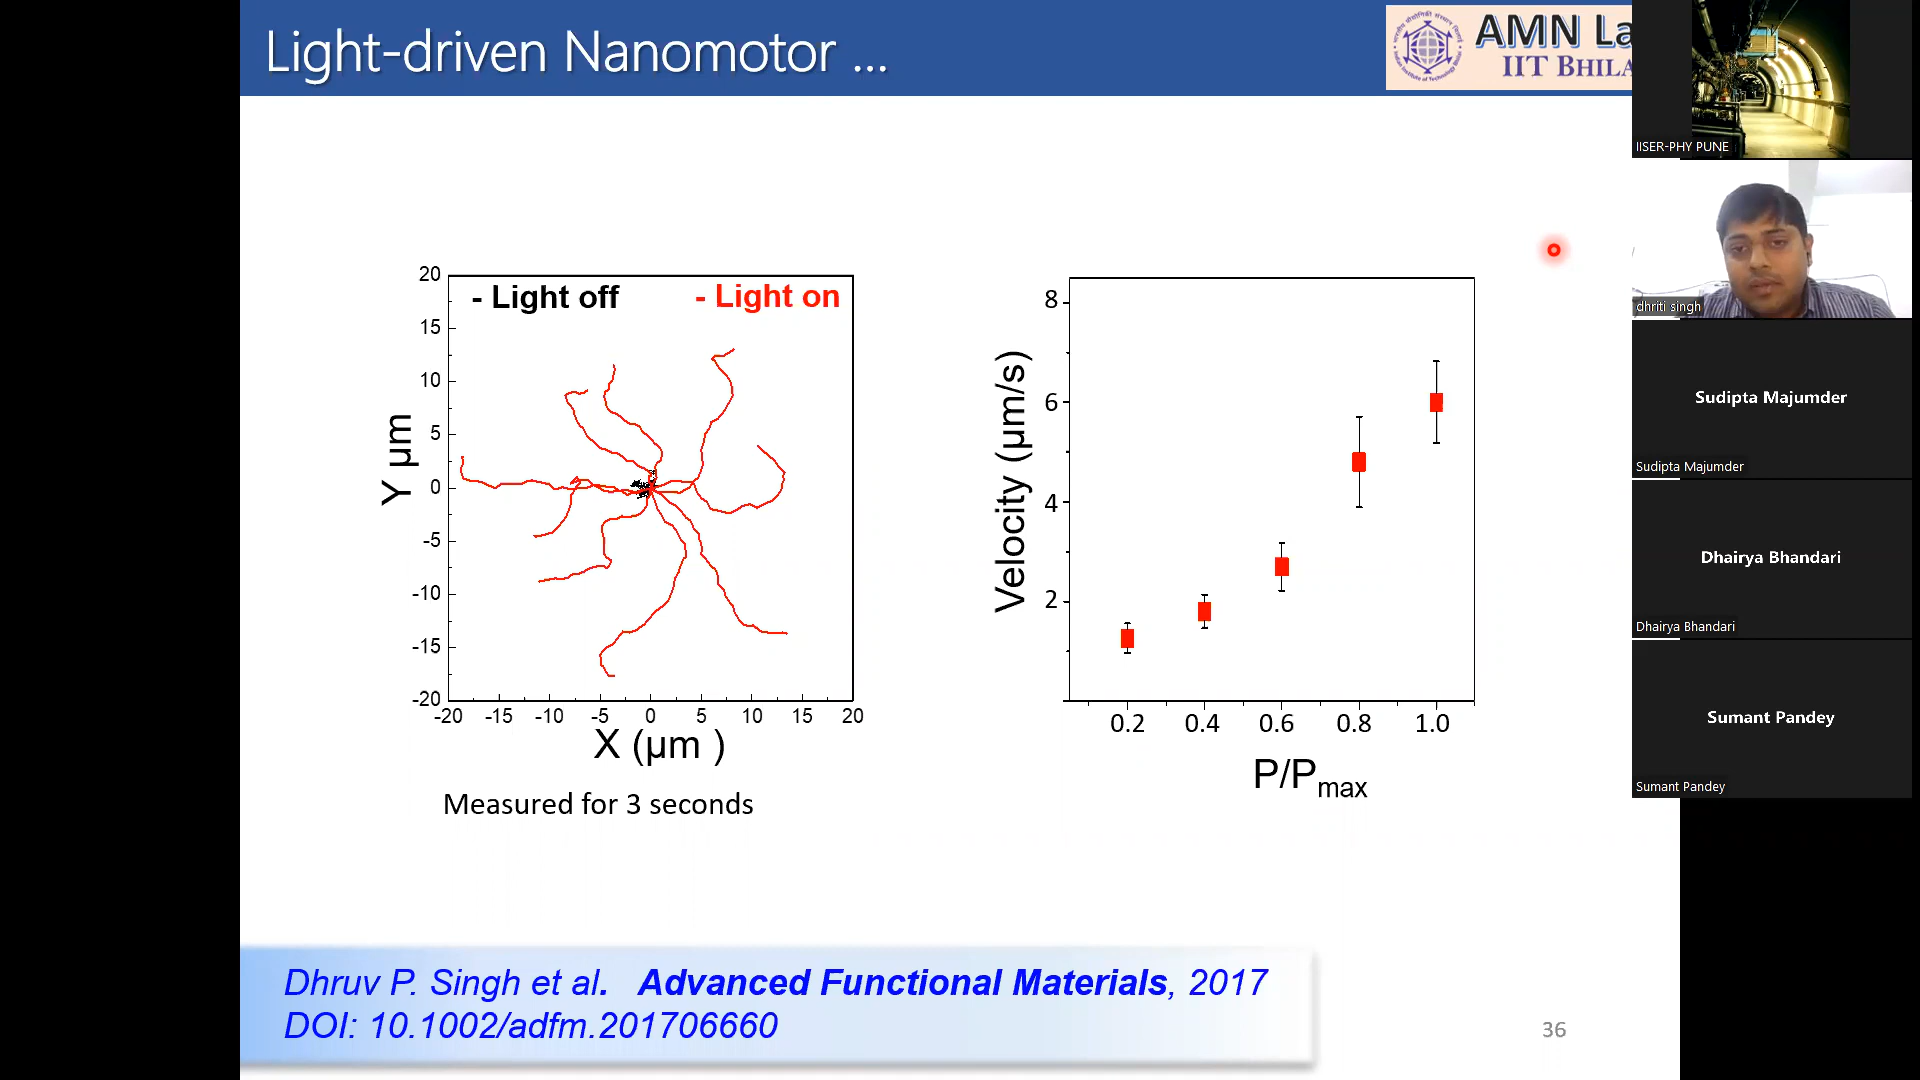 Light-driven Nanomotor ...
AMN La
IIT BHILA
IISER-PHY PUNE
dhriti singh
Sudipta Majumder
Sudipta Majumder
Dhairya Bhandari
Dhairya Bhandari
Sumant Pandey
Sumant Pandey
- Light off - Light on
20
15
10
5
0
-5
-10
-15
-20
Y μm
-20 -15 -10 -5 0 5 10 15 20
X (μm )
Measured for 3 seconds
8
6
4
2
Velocity (μm/s)
0.2 0.4 0.6 0.8 1.0
P/Pmax
Dhruv P. Singh et al. Advanced Functional Materials, 2017
DOI: 10.1002/adfm.201706660
36